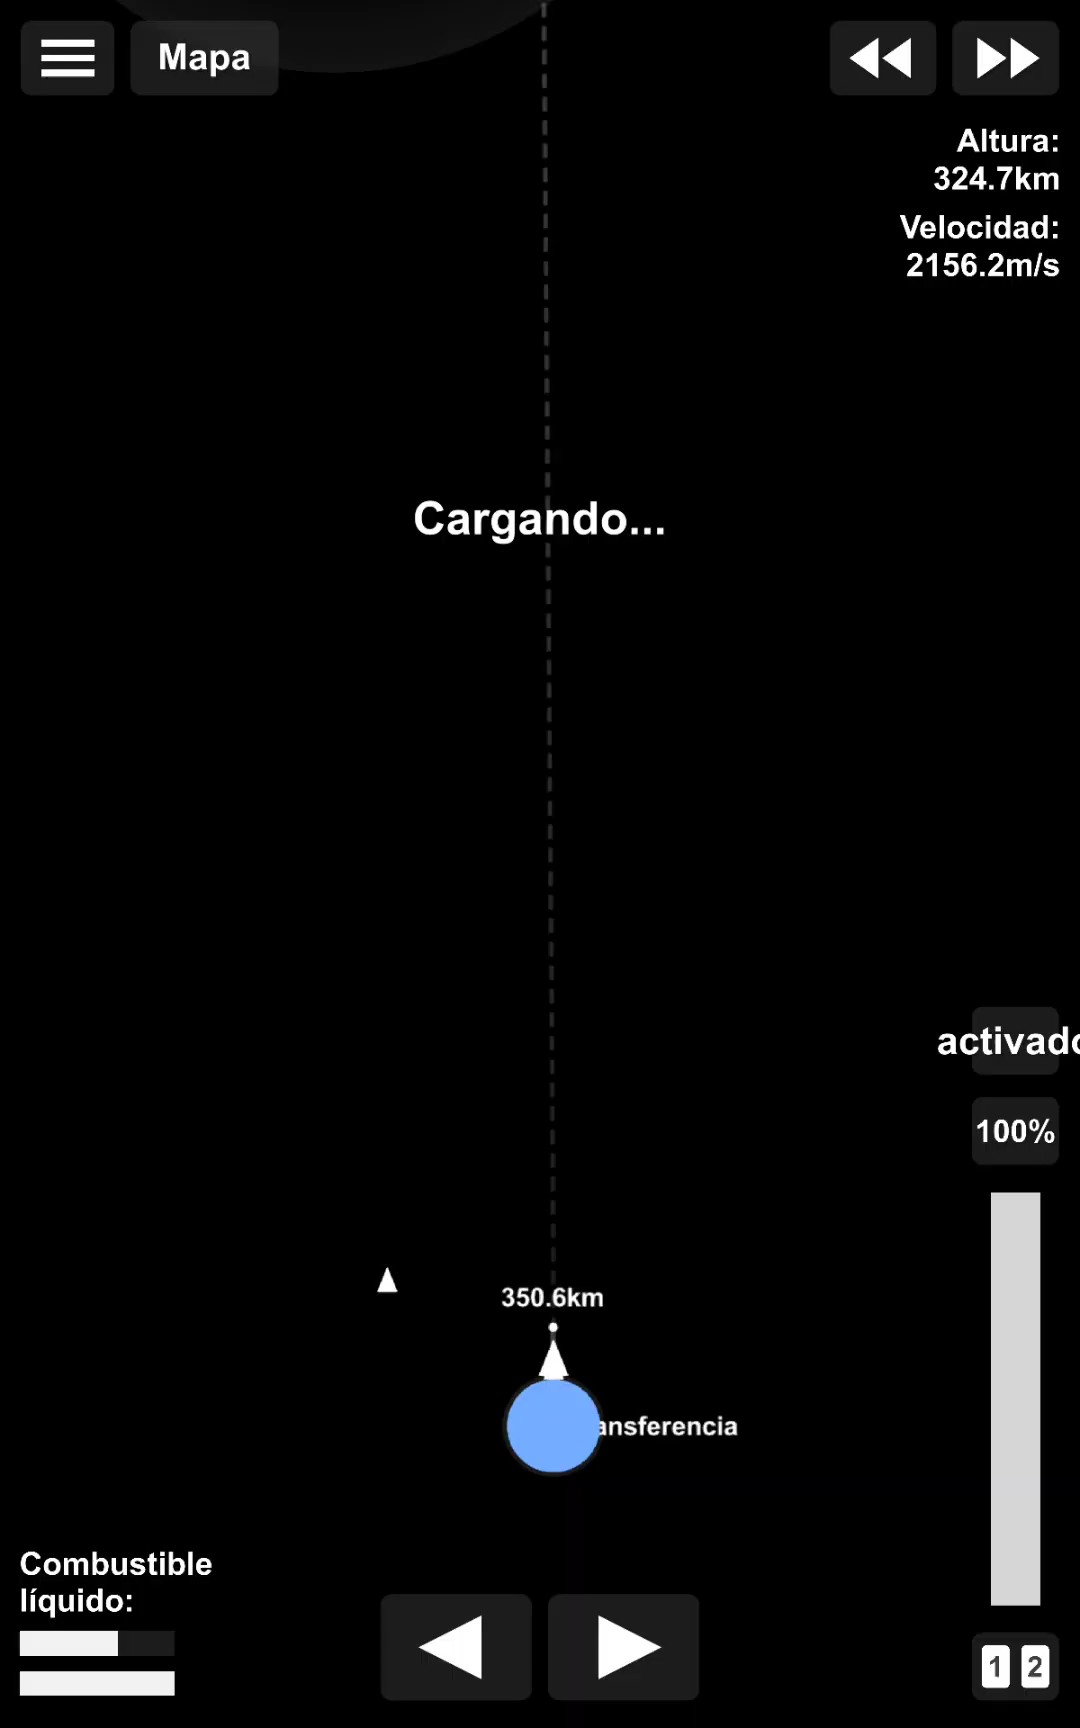 Mapa
Altura:
324.7km
Velocidad:
2156.2m/s
Cargando...
activado
100%
350.6km
ansferencia
Combustible
líquido:
1 2